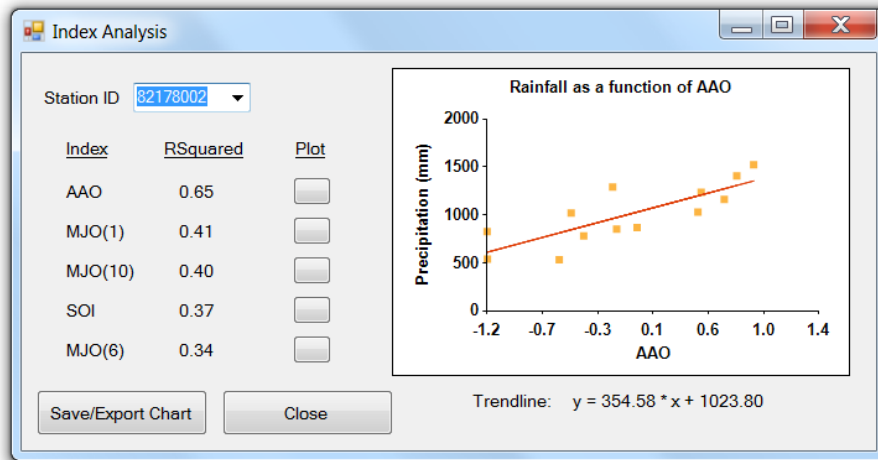 Index Analysis
Station ID 82178002
Index RSquared Plot
AAO 0.65
MJO(1) 0.41
MJO(10) 0.40
SOI 0.37
MJO(6) 0.34
Save/Export Chart Close
Rainfall as a function of AAO
Precipitation (mm)
2000
1500
1000
500
0
-1.2 -0.7 -0.3 0.1 0.6 1.0 1.4
AAO
Trendline: y = 354.58 * x + 1023.80